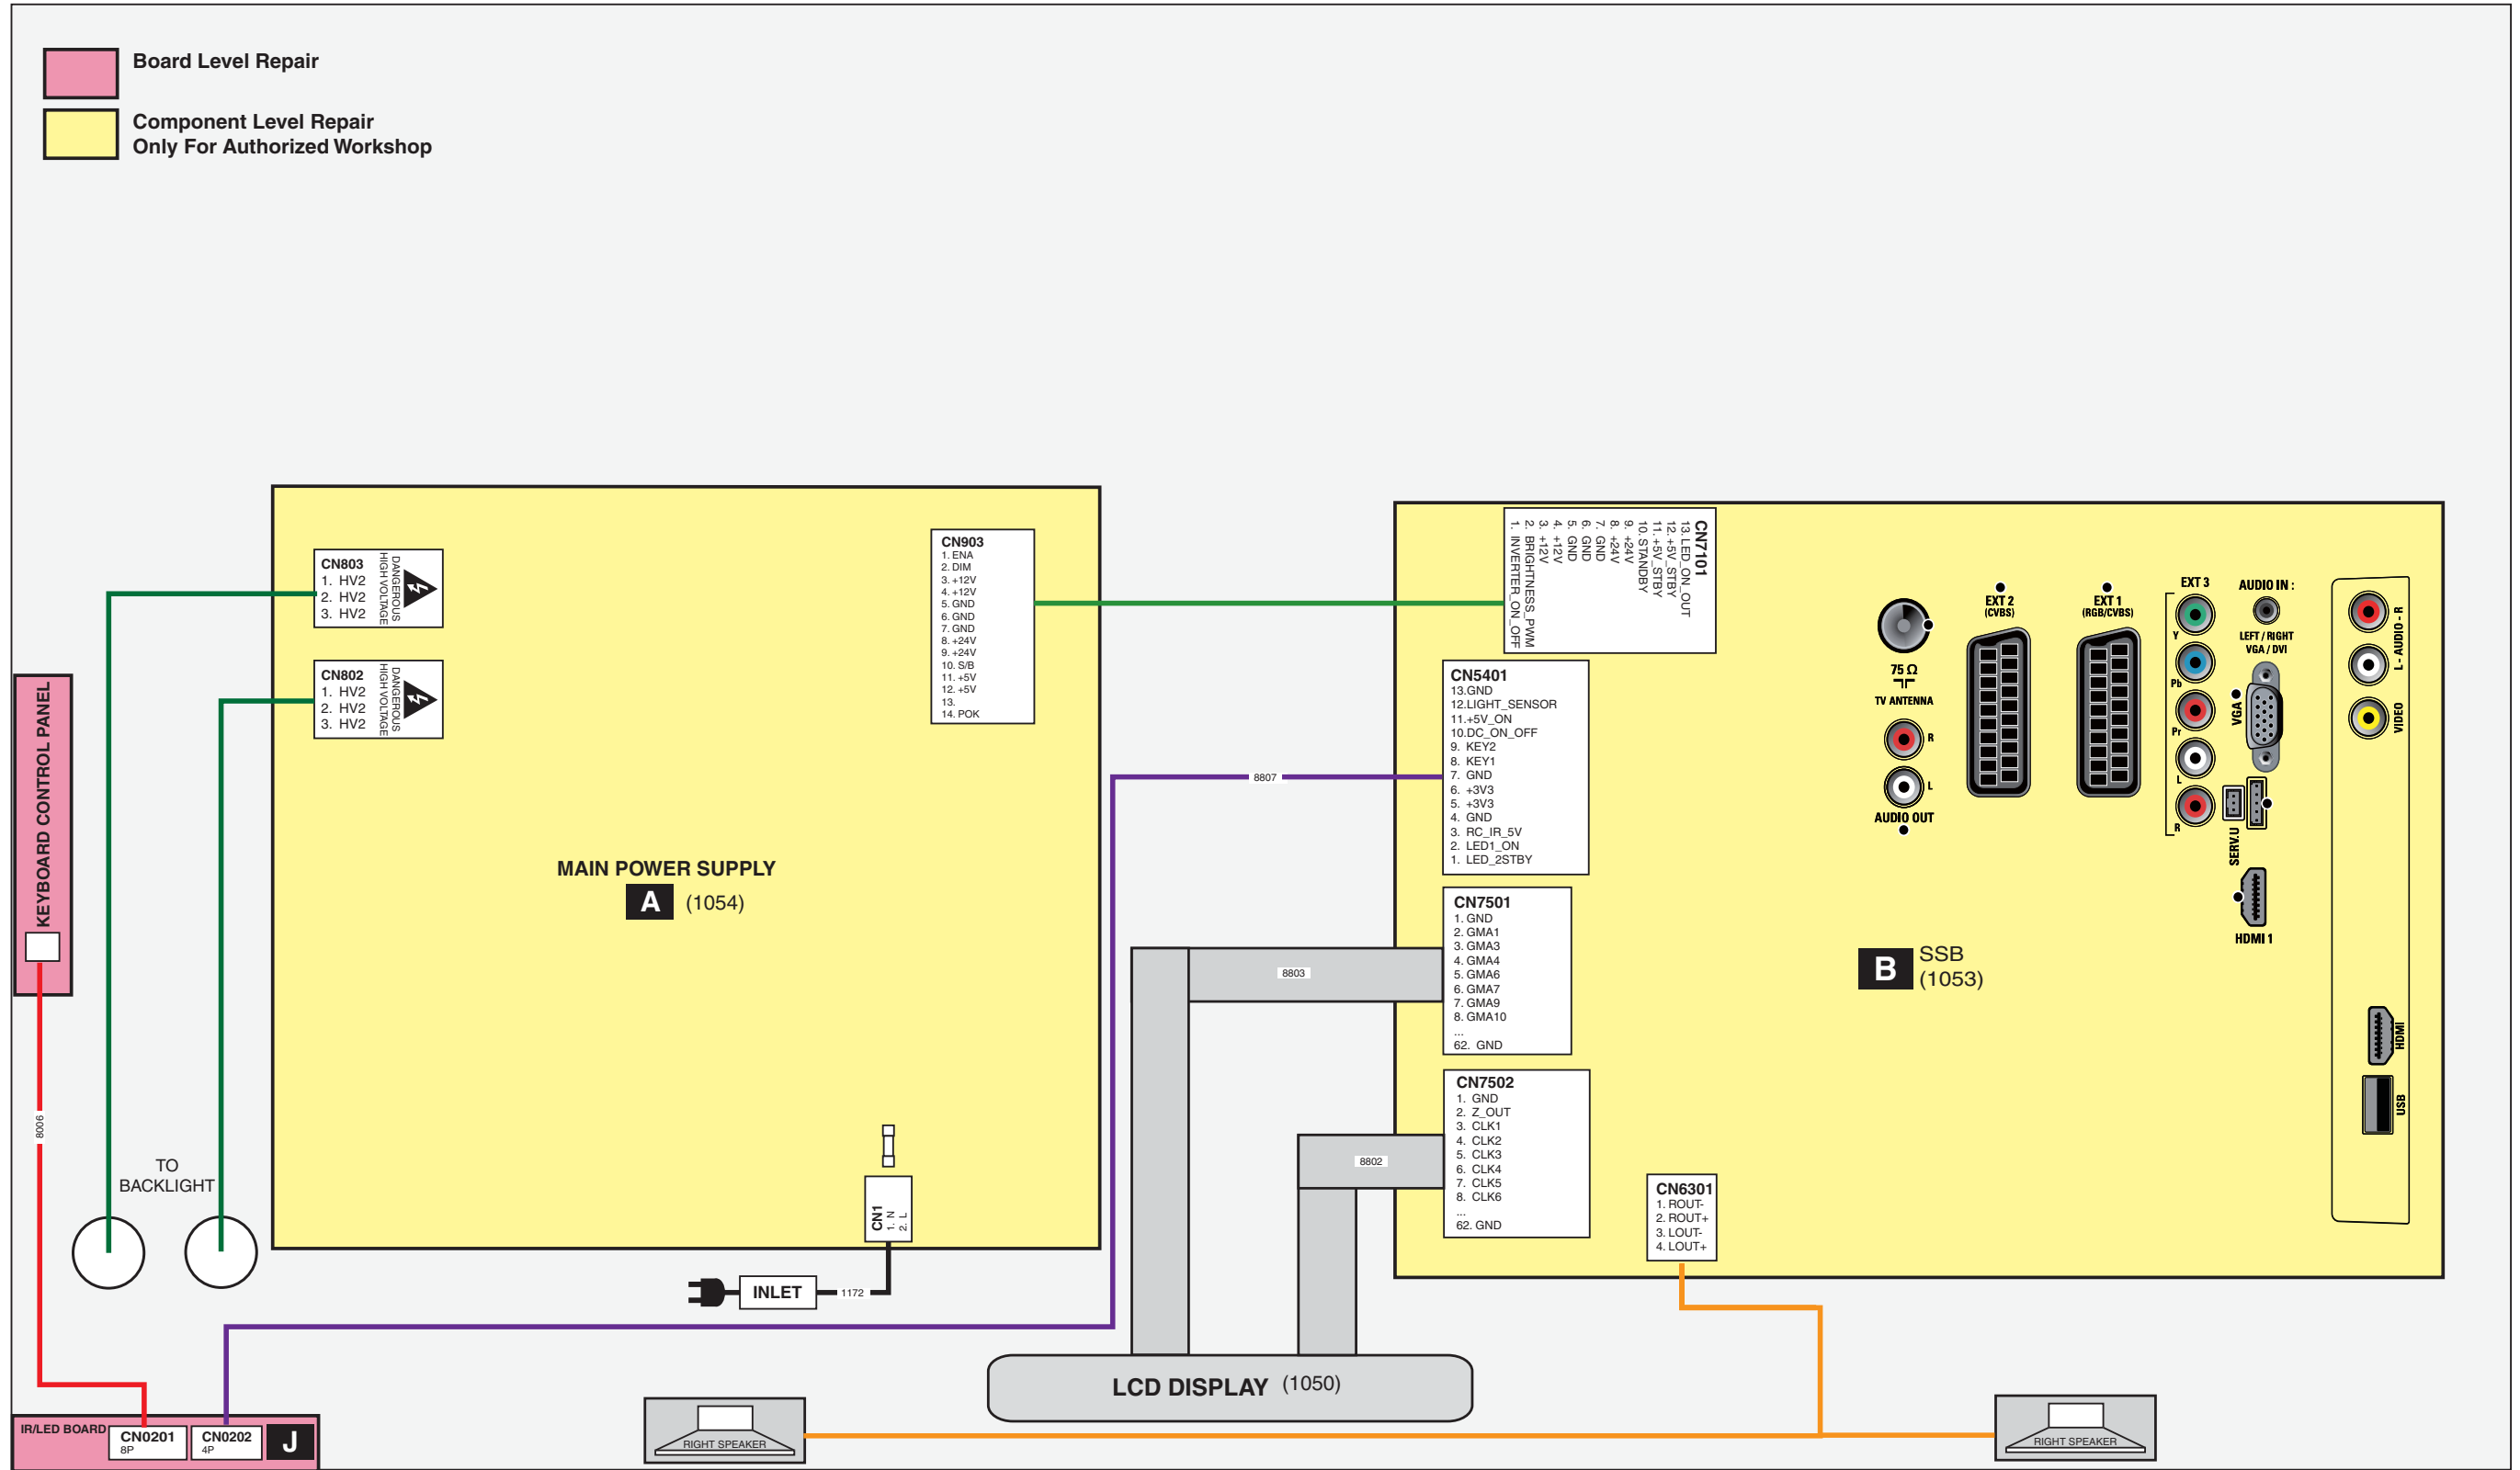 Board Level Repair
Component Level Repair
Only For Authorized Workshop
KEYBOARD CONTROL PANEL
8006
TO
BACKLIGHT
IR/LED BOARD
CN0201
8P
CN0202
4P
J
CN803
1. HV2
2. HV2
3. HV2
DANGEROUS
HIGH VOLTAGE
CN802
1. HV2
2. HV2
3. HV2
DANGEROUS
HIGH VOLTAGE
CN903
1. ENA
2. DIM
3. +12V
4. +12V
5. GND
6. GND
7. GND
8. +24V
9. +24V
10. S/B
11. +5V
12. +5V
13.
14. POK
MAIN POWER SUPPLY
A (1054)
CN1
1. N
2. L
INLET
1172
8807
8803
8802
LCD DISPLAY (1050)
RIGHT SPEAKER
RIGHT SPEAKER
CN7101
13. LED_ON_OUT
12. +5V_STBY
11. +5V_STBY
10. STANDBY
9. +24V
8. +24V
7. GND
6. GND
5. GND
4. +12V
3. +12V
2. BRIGHTNESS_PWM
1. INVERTER_ON_OFF
CN5401
13.GND
12.LIGHT_SENSOR
11.+5V_ON
10.DC_ON_OFF
9. KEY2
8. KEY1
7. GND
6. +3V3
5. +3V3
4. GND
3. RC_IR_5V
2. LED1_ON
1. LED_2STBY
CN7501
1. GND
2. GMA1
3. GMA3
4. GMA4
5. GMA6
6. GMA7
7. GMA9
8. GMA10
...
62. GND
CN7502
1. GND
2. Z_OUT
3. CLK1
4. CLK2
5. CLK3
6. CLK4
7. CLK5
8. CLK6
...
62. GND
CN6301
1. ROUT-
2. ROUT+
3. LOUT-
4. LOUT+
B SSB
(1053)
75 Ω
TV ANTENNA
R
L
AUDIO OUT
EXT 2
(CVBS)
EXT 1
(RGB/CVBS)
EXT 3
Y
Pb
Pr
L
R
AUDIO IN :
LEFT / RIGHT
VGA / DVI
VGA
SERV.U
HDMI 1
L - AUDIO - R
VIDEO
HDMI
USB